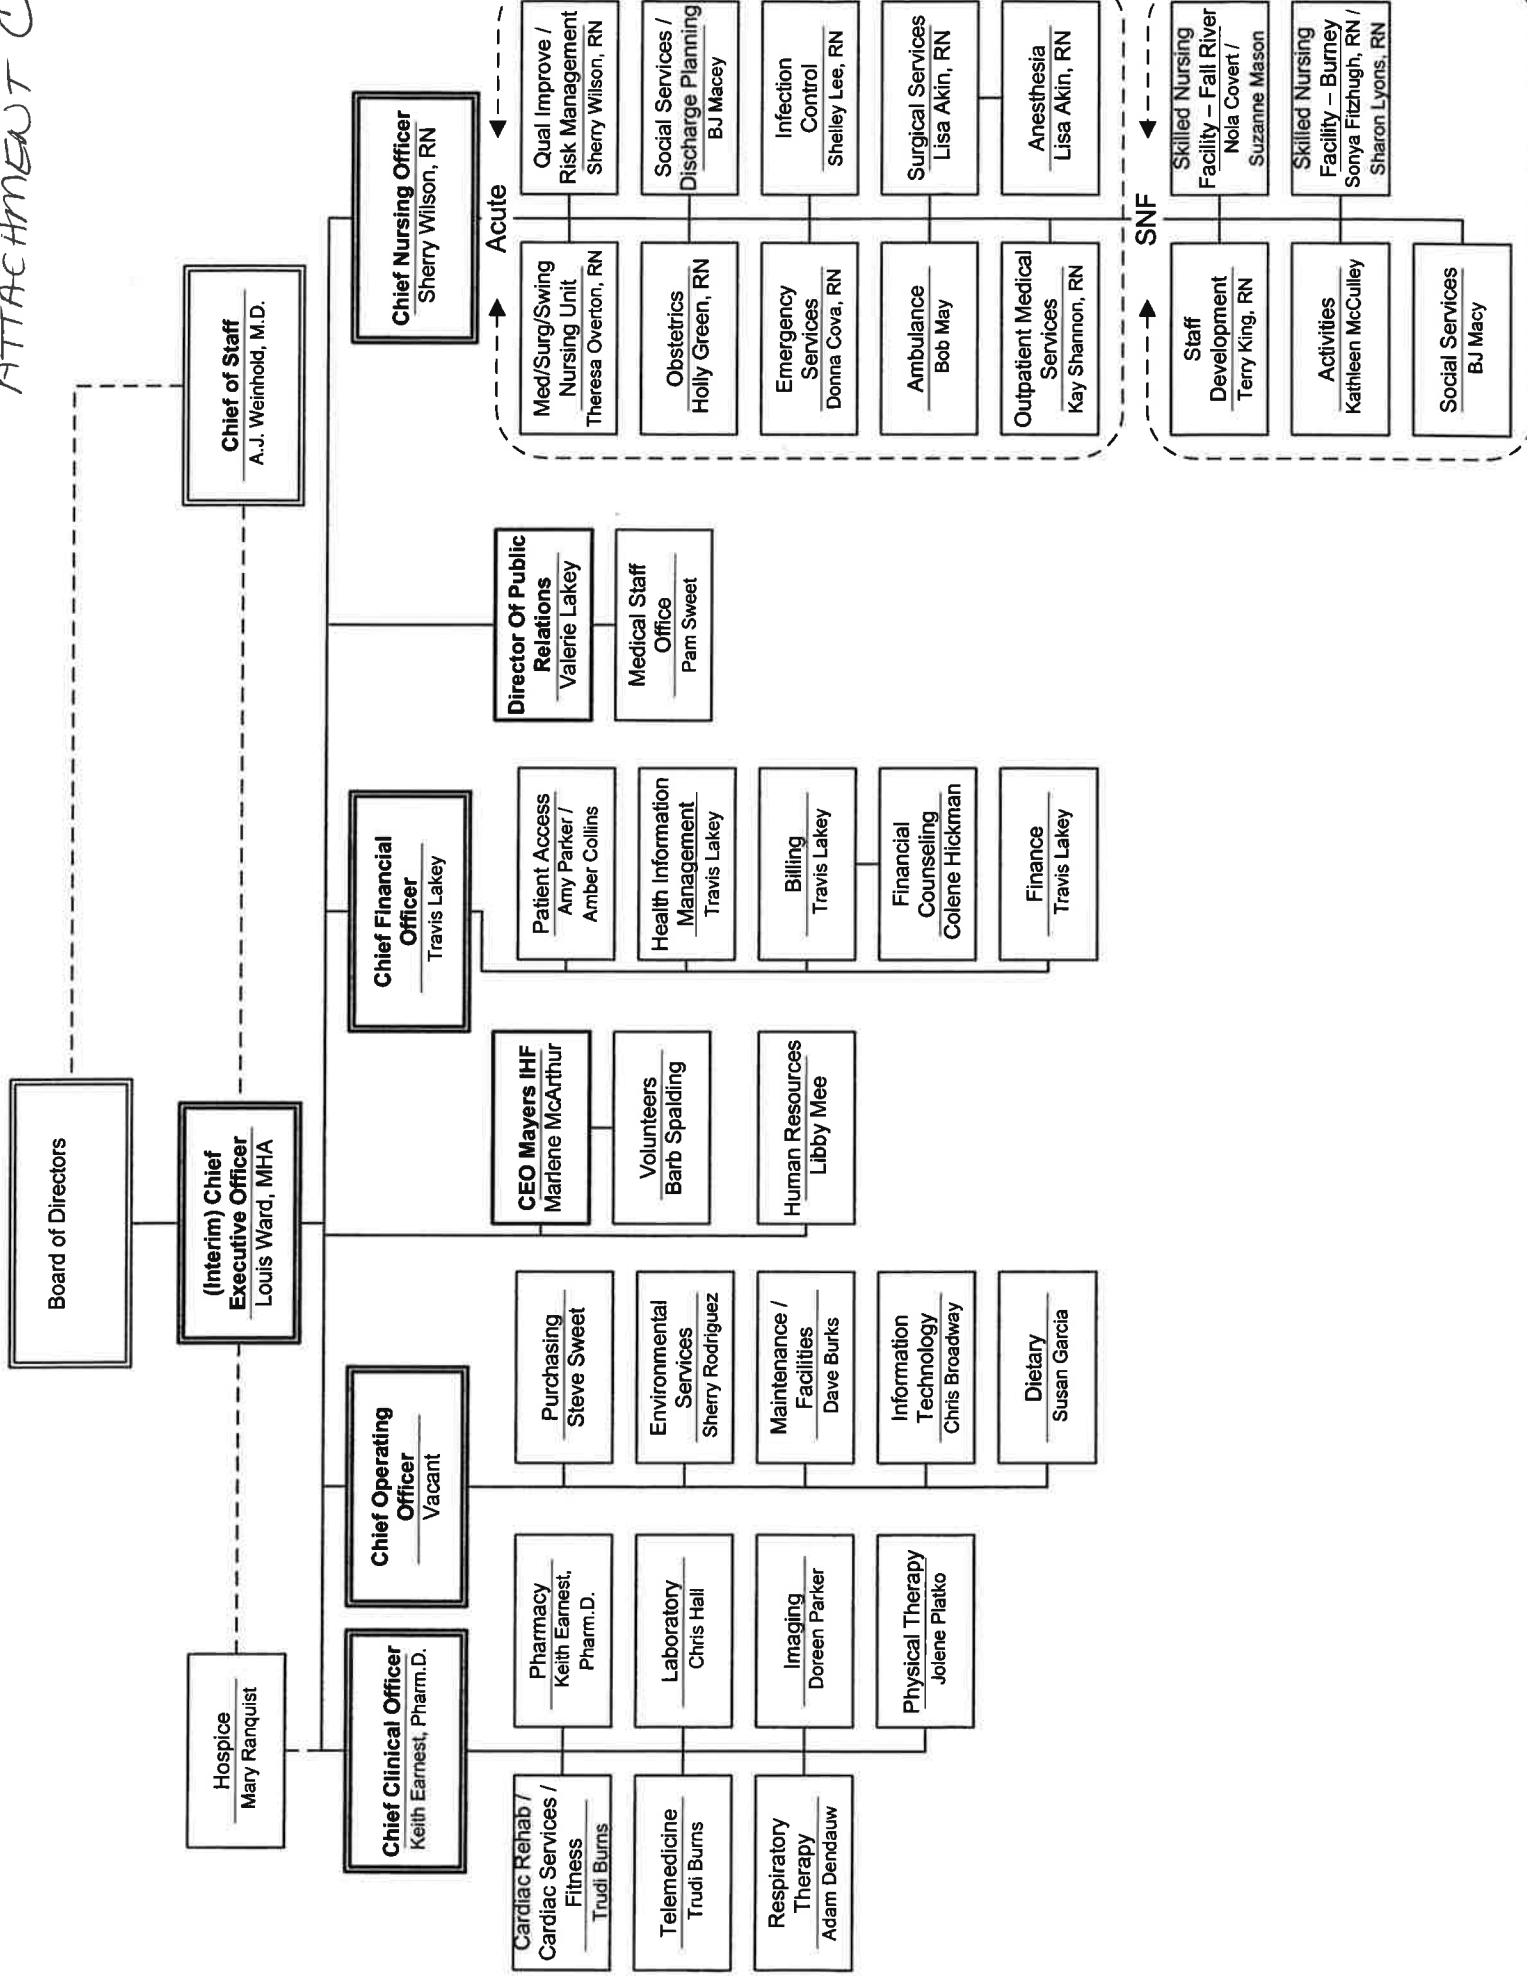 ATTACHMENT C
Board of Directors
Hospice
Mary Ranquist
(Interim) Chief
Executive Officer
Louis Ward, MHA
Chief of Staff
A.J. Weinhold, M.D.
Chief Clinical Officer
Keith Earnest, Pharm.D.
Cardiac Rehab /
Cardiac Services /
Fitness
Trudi Burns
Pharmacy
Keith Earnest,
Pharm.D.
Telemedicine
Trudi Burns
Laboratory
Chris Hall
Respiratory
Therapy
Adam Dendauw
Imaging
Doreen Parker
Physical Therapy
Jolene Platko
Chief Operating
Officer
Vacant
Purchasing
Steve Sweet
Environmental
Services
Sherry Rodriguez
Maintenance /
Facilities
Dave Burks
Information
Technology
Chris Broadway
Dietary
Susan Garcia
CEO Mayers IHF
Marlene McArthur
Volunteers
Barb Spalding
Human Resources
Libby Mee
Chief Financial
Officer
Travis Lakey
Patient Access
Amy Parker /
Amber Collins
Health Information
Management
Travis Lakey
Billing
Travis Lakey
Financial
Counseling
Colene Hickman
Finance
Travis Lakey
Director Of Public
Relations
Valerie Lakey
Medical Staff
Office
Pam Sweet
Chief Nursing Officer
Sherry Wilson, RN
Acute
Med/Surg/Swing
Nursing Unit
Theresa Overton, RN
Qual Improve /
Risk Management
Sherry Wilson, RN
Obstetrics
Holly Green, RN
Social Services /
Discharge Planning
BJ Macey
Emergency
Services
Donna Cova, RN
Infection
Control
Shelley Lee, RN
Ambulance
Bob May
Surgical Services
Lisa Akin, RN
Outpatient Medical
Services
Kay Shannon, RN
Anesthesia
Lisa Akin, RN
SNF
Staff
Development
Terry King, RN
Skilled Nursing
Facility – Fall River
Nola Covert /
Suzanne Mason
Activities
Kathleen McCulley
Skilled Nursing
Facility – Burney
Sonya Fitzhugh, RN /
Sharon Lyons, RN
Social Services
BJ Macy